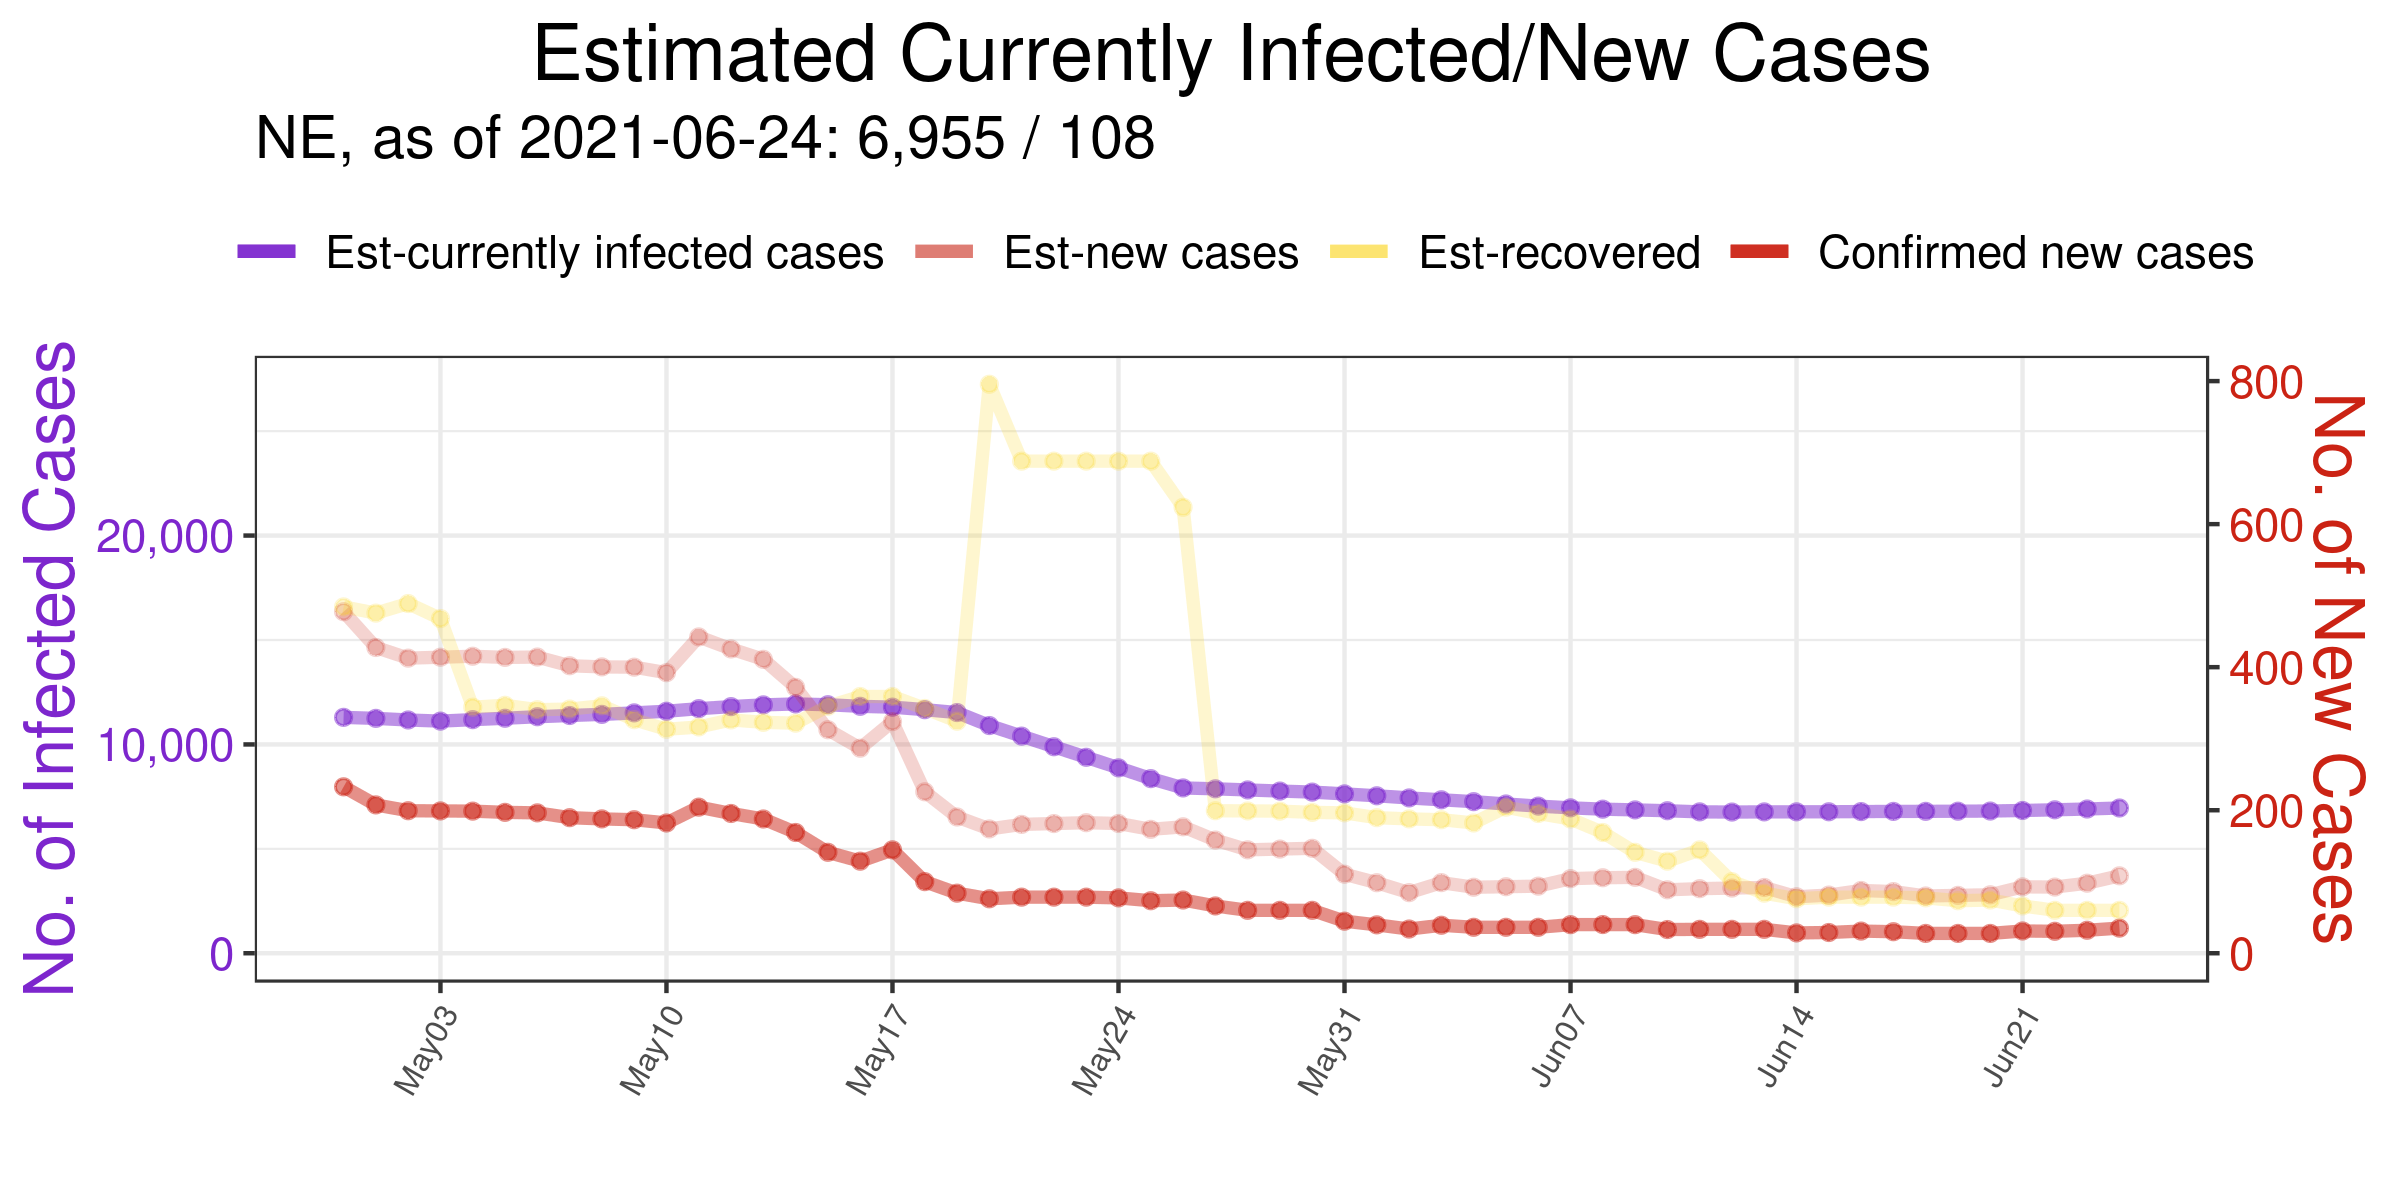 Estimated Currently Infected/New Cases
NE, as of 2021-06-24: 6,955 / 108
Est-currently infected cases Est-new cases Est-recovered Confirmed new cases
No. of Infected Cases
20,000
10,000
0
800
600
400
200
0
No. of New Cases
May03 May10 May17 May24 May31 Jun07 Jun14 Jun21